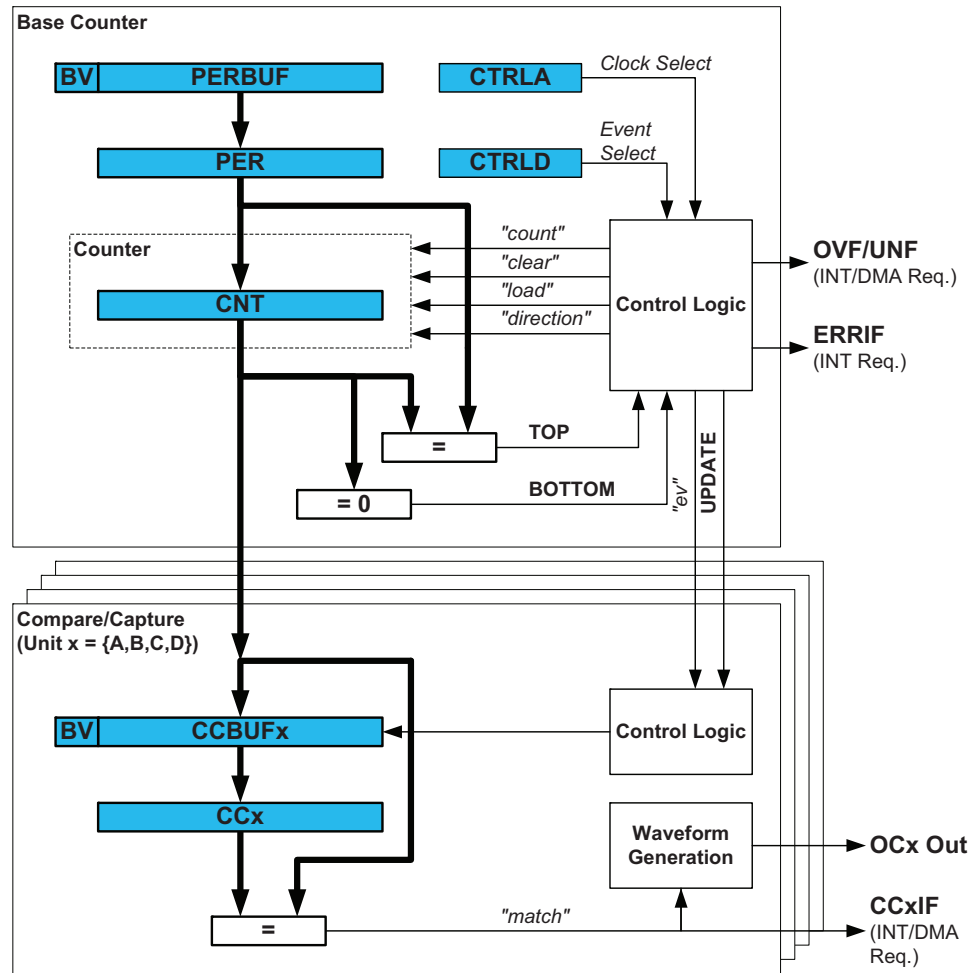 Base Counter
BV PERBUF
CTRLA
Clock Select
PER
CTRLD
Event
Select
Counter
CNT
"count"
"clear"
"load"
"direction"
Control Logic
OVF/UNF
(INT/DMA Req.)
ERRIF
(INT Req.)
=
TOP
= 0
BOTTOM
"ev"
UPDATE
Compare/Capture
(Unit x = {A,B,C,D})
BV CCBUFx
Control Logic
CCx
Waveform
Generation
OCx Out
=
"match"
CCxIF
(INT/DMA
Req.)